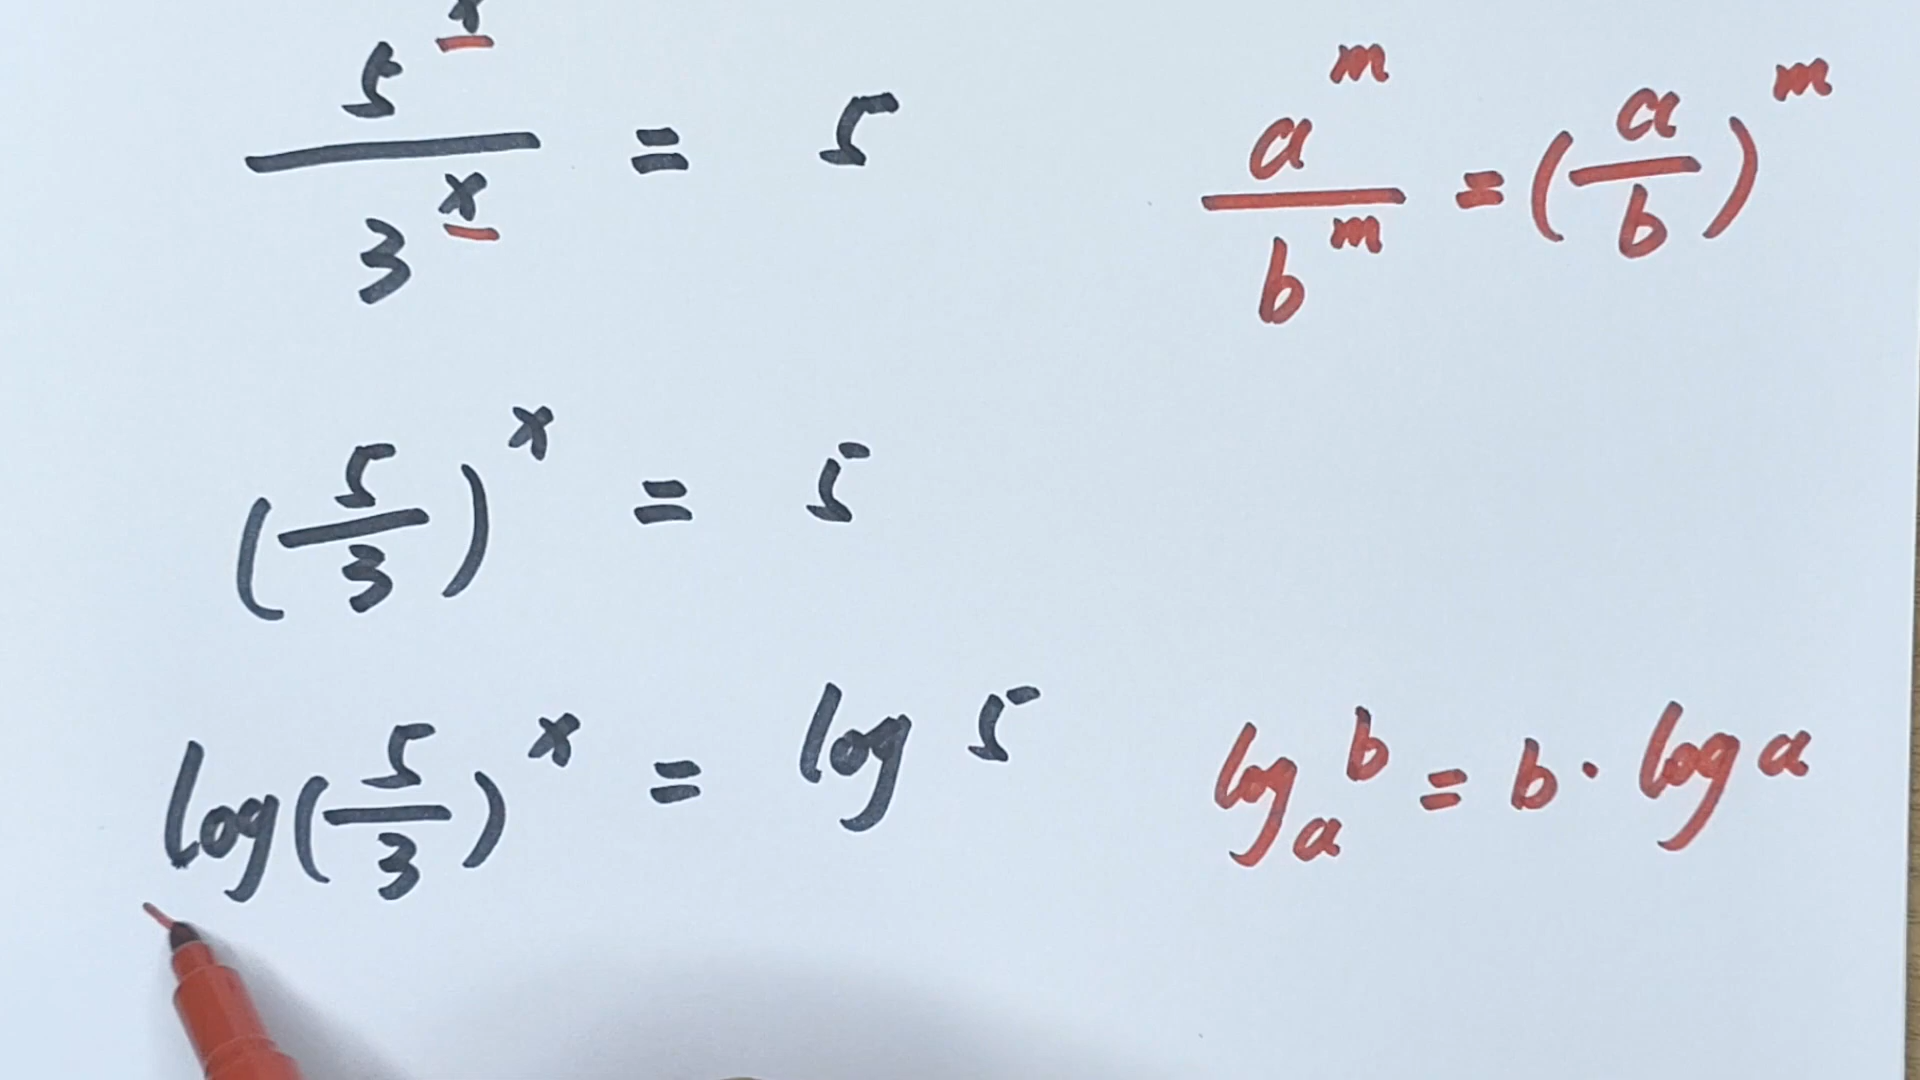 5^x / 3^x = 5
a^m / b^m = (a/b)^m
(5/3)^x = 5
log(5/3)^x = log 5
log_a^b = b · log a